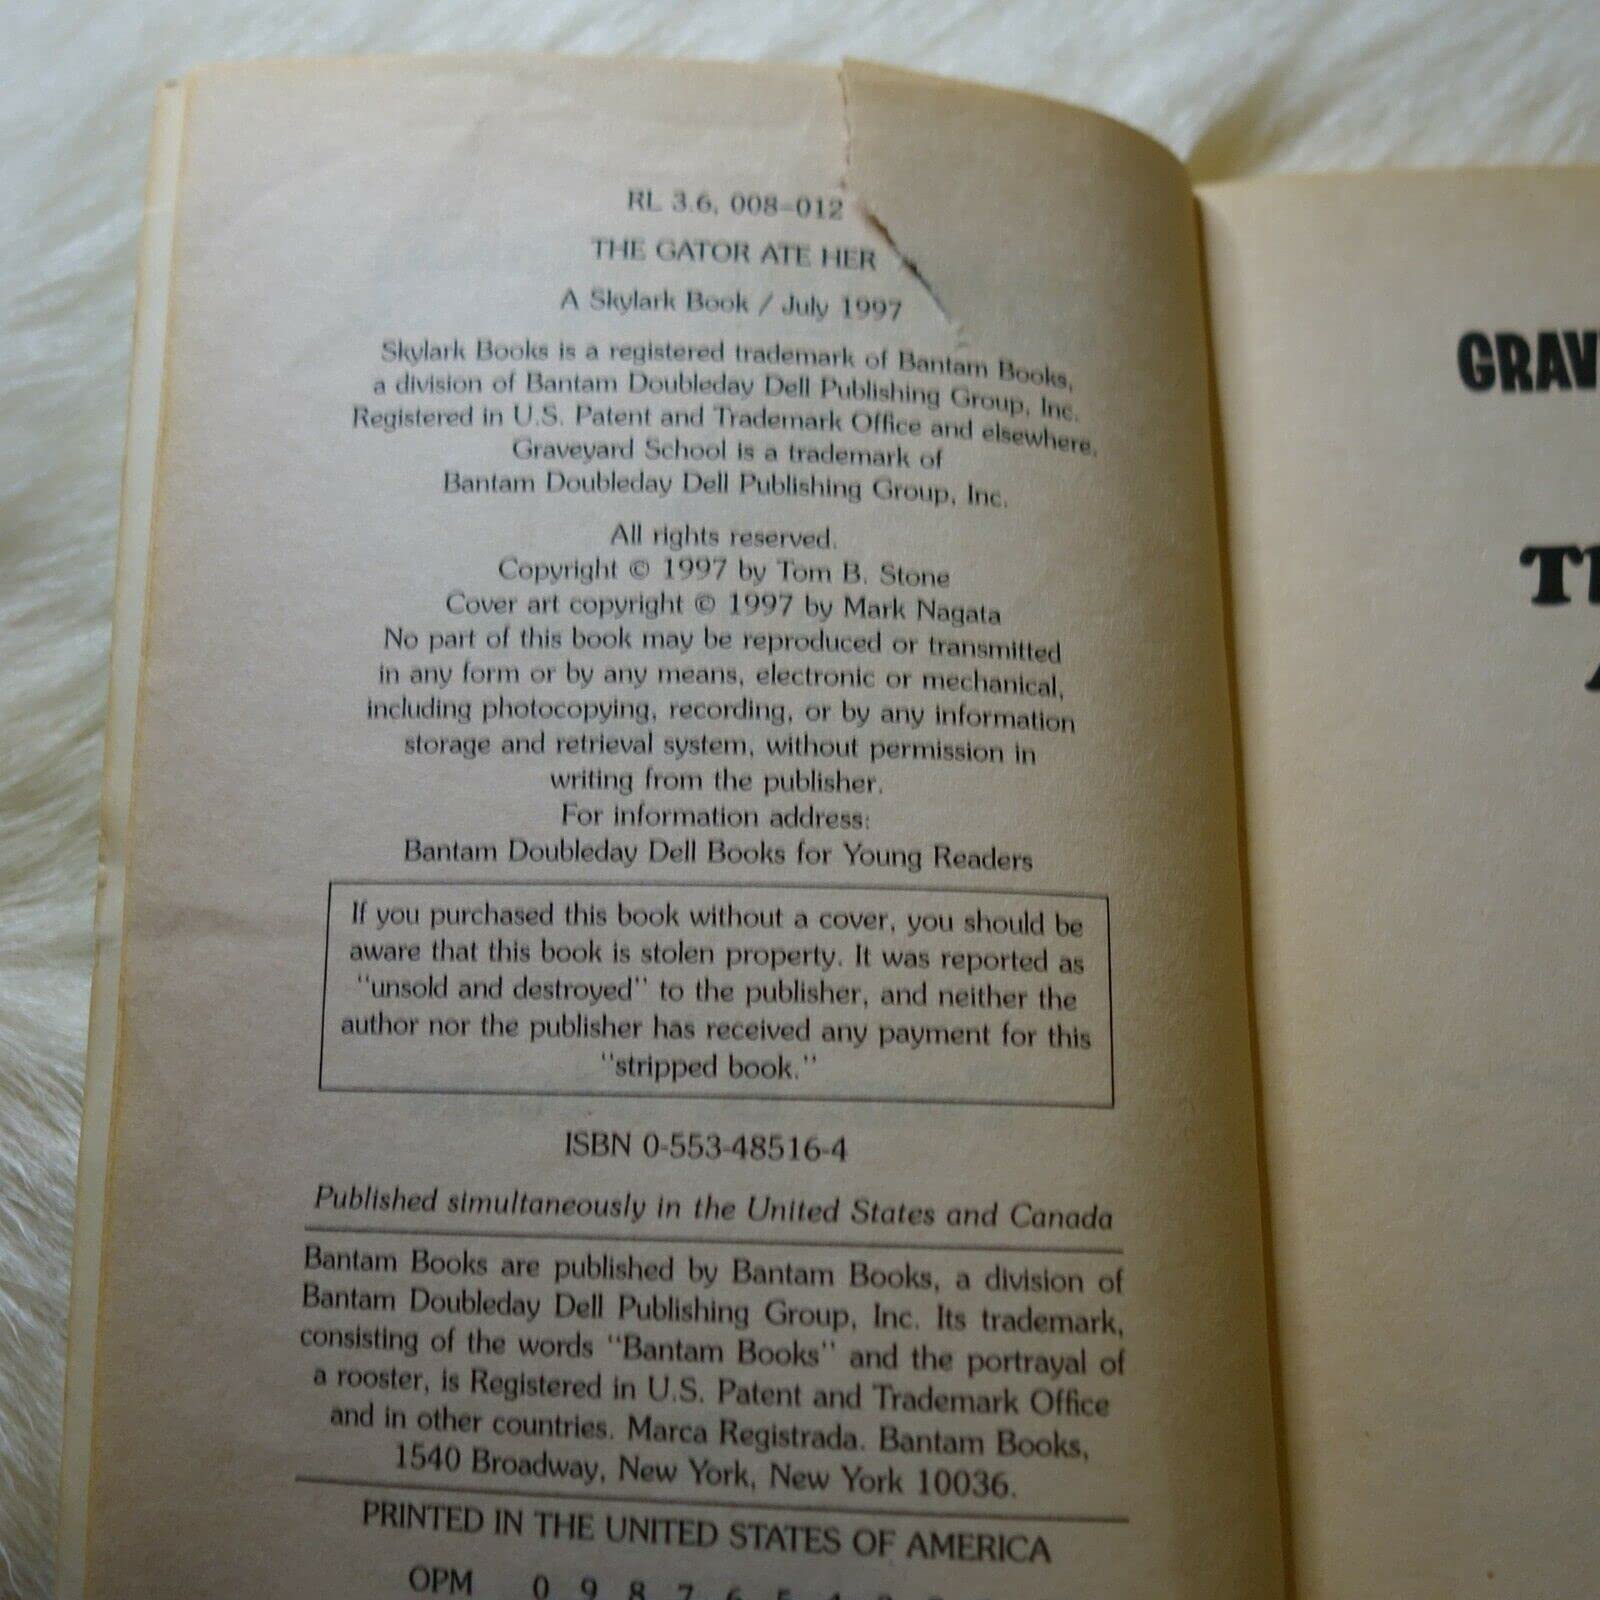 RL 3.6, 008-012
THE GATOR ATE HER
A Skylark Book / July 1997
Skylark Books is a registered trademark of Bantam Books,
a division of Bantam Doubleday Dell Publishing Group, Inc.
Registered in U.S. Patent and Trademark Office and elsewhere.
Graveyard School is a trademark of
Bantam Doubleday Dell Publishing Group, Inc.
All rights reserved.
Copyright © 1997 by Tom B. Stone
Cover art copyright © 1997 by Mark Nagata
No part of this book may be reproduced or transmitted
in any form or by any means, electronic or mechanical,
including photocopying, recording, or by any information
storage and retrieval system, without permission in
writing from the publisher.
For information address:
Bantam Doubleday Dell Books for Young Readers
If you purchased this book without a cover, you should be
aware that this book is stolen property. It was reported as
"unsold and destroyed" to the publisher, and neither the
author nor the publisher has received any payment for this
"stripped book."
ISBN 0-553-48516-4
Published simultaneously in the United States and Canada
Bantam Books are published by Bantam Books, a division of
Bantam Doubleday Dell Publishing Group, Inc. Its trademark,
consisting of the words "Bantam Books" and the portrayal of
a rooster, is Registered in U.S. Patent and Trademark Office
and in other countries. Marca Registrada. Bantam Books,
1540 Broadway, New York, New York 10036.
PRINTED IN THE UNITED STATES OF AMERICA
OPM 0 9 8 7 6 5 4
GRAV